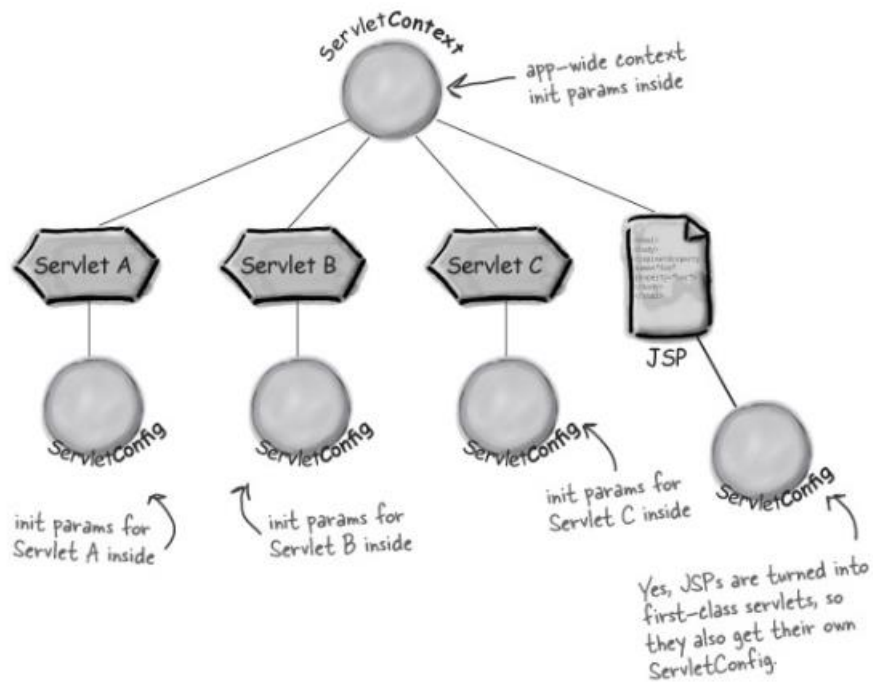 ServletContext
app-wide context
init params inside
Servlet A
Servlet B
Servlet C
JSP
ServletConfig
ServletConfig
ServletConfig
ServletConfig
init params for
Servlet A inside
init params for
Servlet B inside
init params for
Servlet C inside
Yes, JSPs are turned into
first-class servlets, so
they also get their own
ServletConfig.